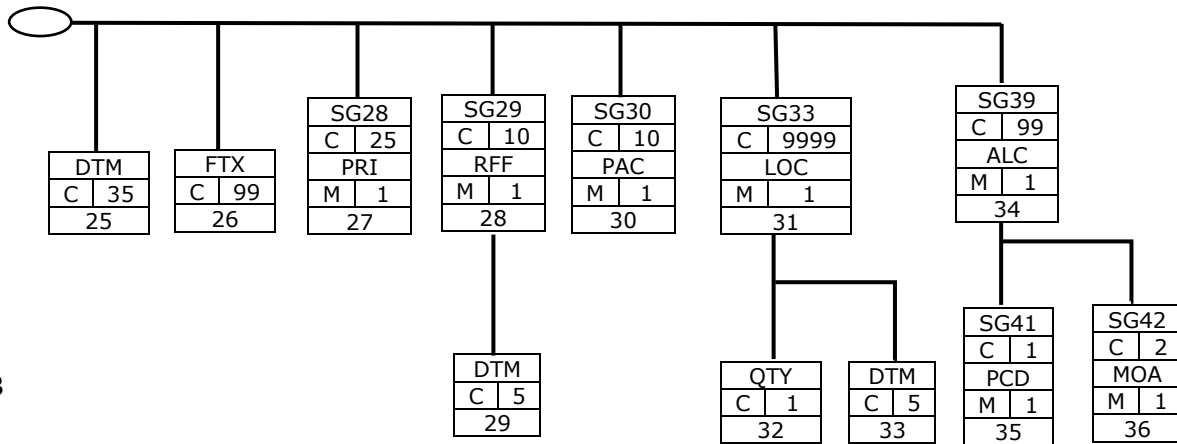 DTM
C 35
25
FTX
C 99
26
SG28
C 25
PRI
M 1
27
SG29
C 10
RFF
M 1
28
DTM
C 5
29
SG30
C 10
PAC
M 1
30
SG33
C 9999
LOC
M 1
31
QTY
C 1
32
DTM
C 5
33
SG39
C 99
ALC
M 1
34
SG41
C 1
PCD
M 1
35
SG42
C 2
MOA
M 1
36